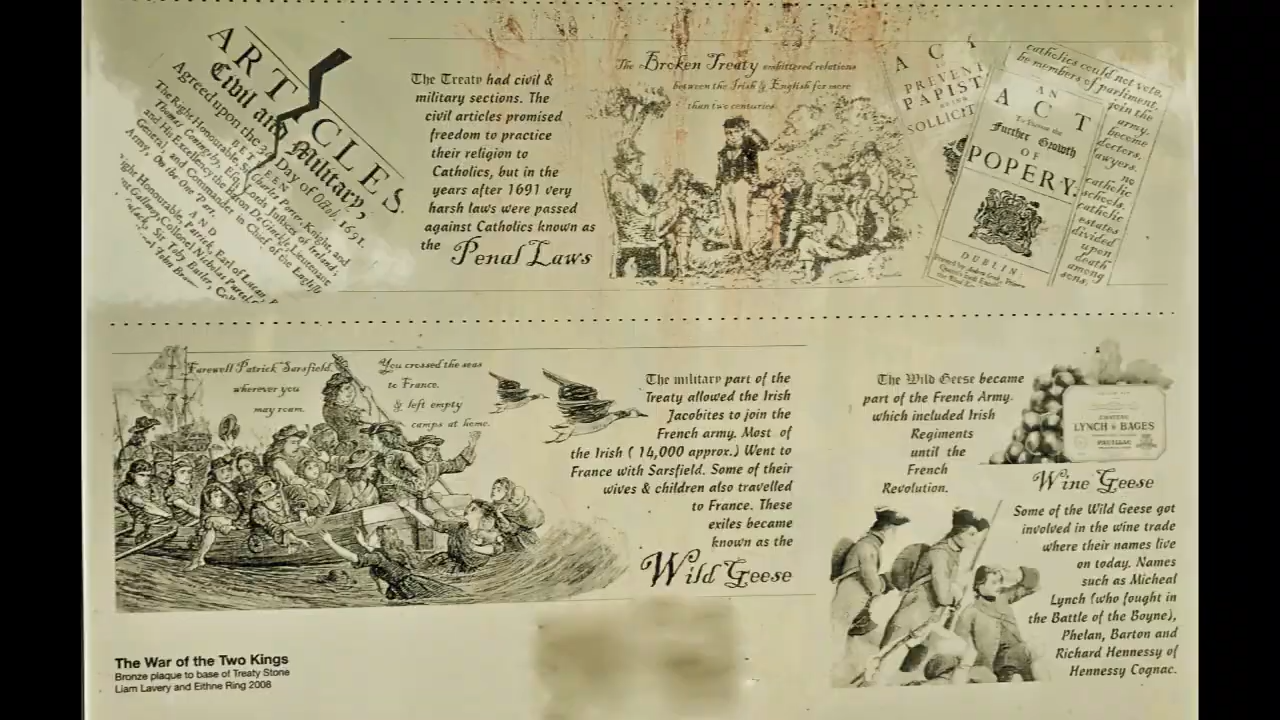 ARTICLES
Civil and Military,
Agreed upon the 3 Day of Octob. 1691.
BETWEEN
The Right Honourable, Sir Charles Porter, Knight, and
Thomas Coningsby, Esq; Lords Justices of Ireland;
and His Excellency the Baron De Ginckle, Lieutenant
General, and Commander in Chief of the English
Army; On the One Part.
AND
Right Honourable, Patrick, Earl of Lucan,
Colonel Nicholas Purcel,
Sir Toby Butler,
The Treaty had civil &
military sections. The
civil articles promised
freedom to practice
their religion to
Catholics, but in the
years after 1691 very
harsh laws were passed
against Catholics known as
the Penal Laws
The Broken Treaty embittered relations
between the Irish & English for more
than two centuries.
ACT
PREVENT
PAPIST
BEING
SOLLICIT
catholics could not vote,
be members of parliment,
join the
army,
become
doctors,
lawyers.
no
catholic
schools.
catholic
estates
divided
upon
death
among
sons.
AN
ACT
To Prevent the
Further Growth
OF
POPERY.
DUBLIN:
Farewell Patrick Sarsfield,
wherever you
may roam.
You crossed the seas
to France.
& left empty
camps at home.
The military part of the
Treaty allowed the Irish
Jacobites to join the
French army. Most of
the Irish ( 14,000 approx.) Went to
France with Sarsfield. Some of their
wives & children also travelled
to France. These
exiles became
known as the
Wild Geese
The Wild Geese became
part of the French Army.
which included Irish
Regiments
until the
French
Revolution.
CHATEAU
LYNCH BAGES
PAUILLAC
Wine Geese
Some of the Wild Geese got
involved in the wine trade
where their names live
on today. Names
such as Micheal
Lynch (who fought in
the Battle of the Boyne),
Phelan, Barton and
Richard Hennessy of
Hennessy Cognac.
The War of the Two Kings
Bronze plaque to base of Treaty Stone
Liam Lavery and Eithne Ring 2008